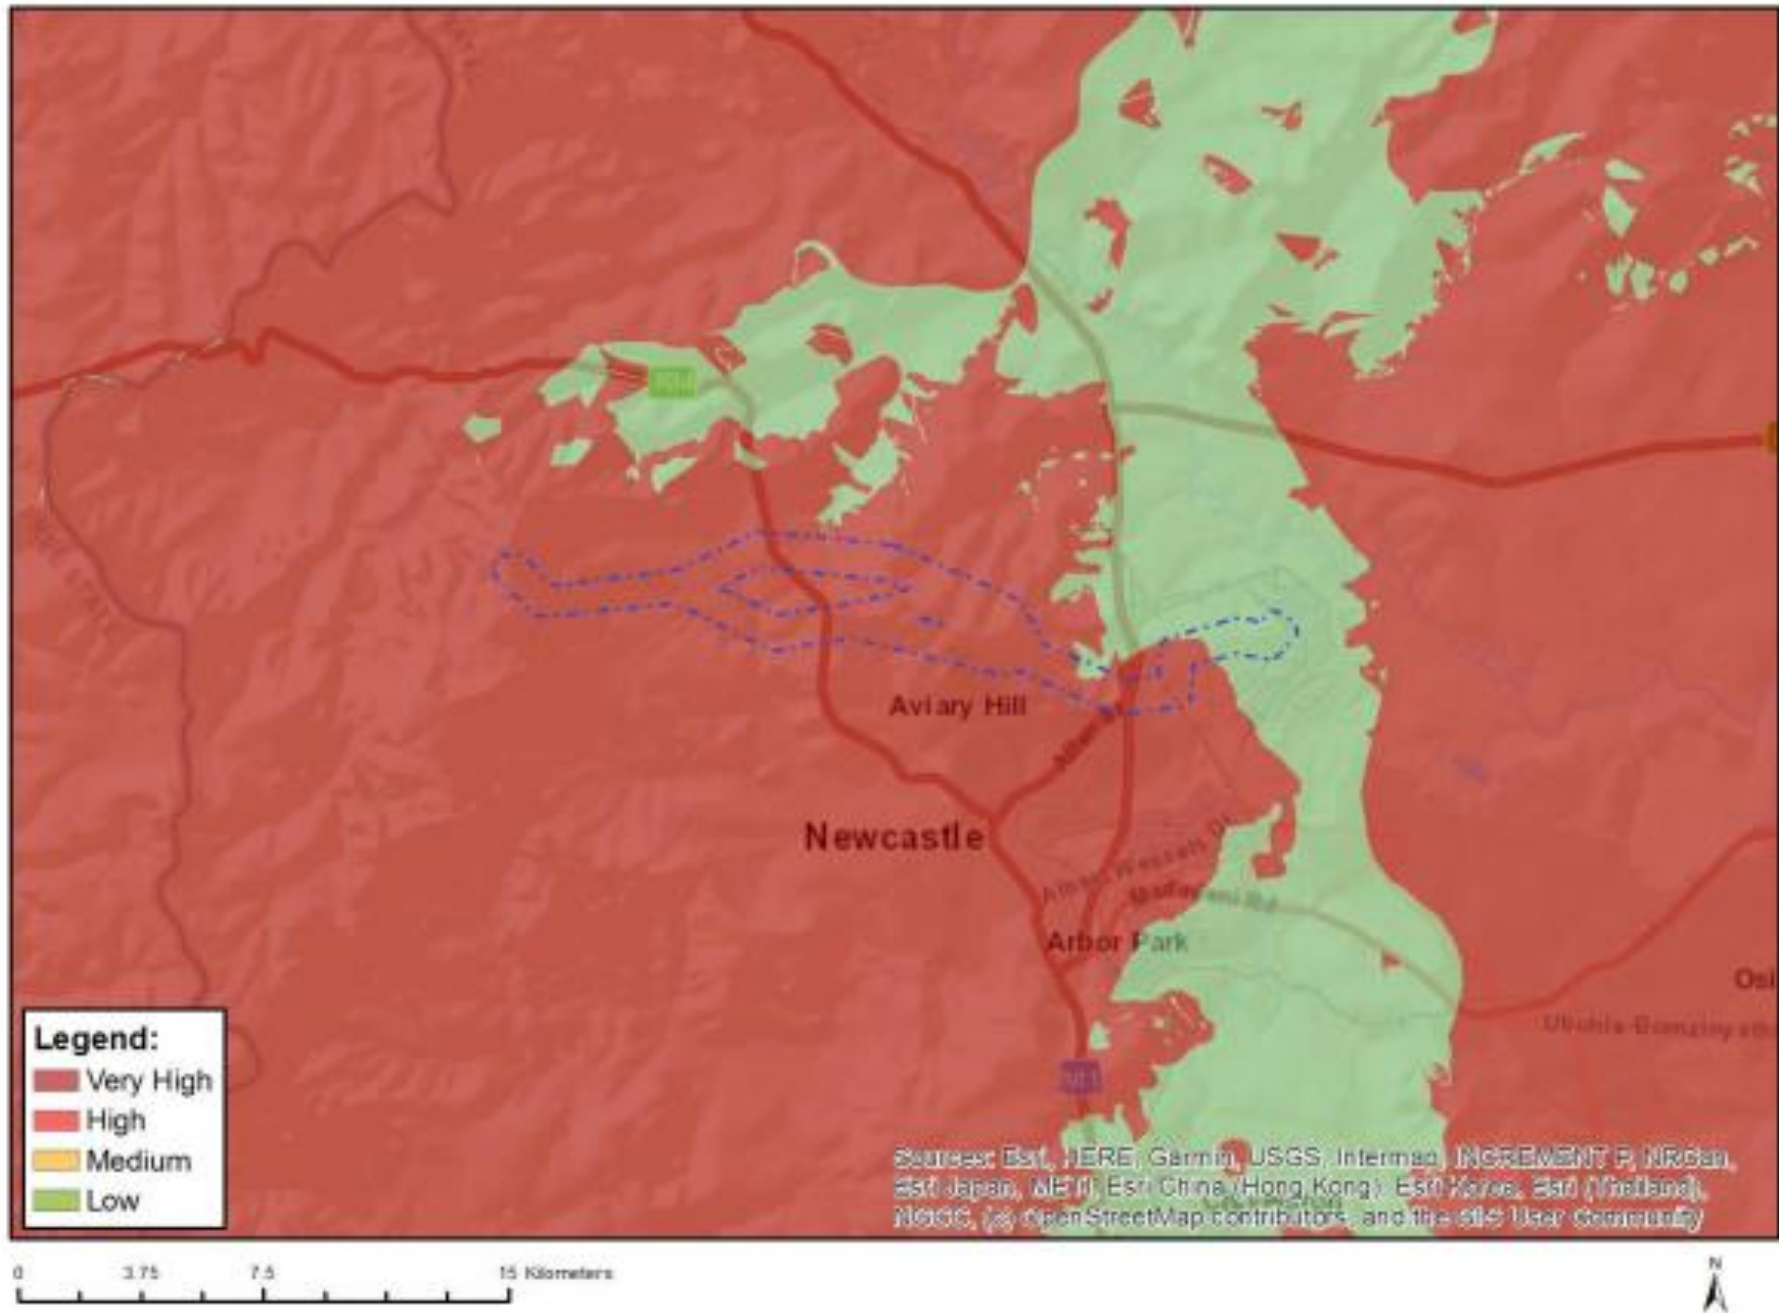 Aviary Hill
Newcastle
Arbor Park
Osi
Legend:
Very High
High
Medium
Low
Sources: Esri, HERE, Garmin, USGS, Intermap, INCREMENT P, NRCan,
Esri Japan, METI, Esri China (Hong Kong), Esri Korea, Esri (Thailand),
NGCC, (c) OpenStreetMap contributors, and the GIS User Community
0 3.75 7.5 15 Kilometers
N